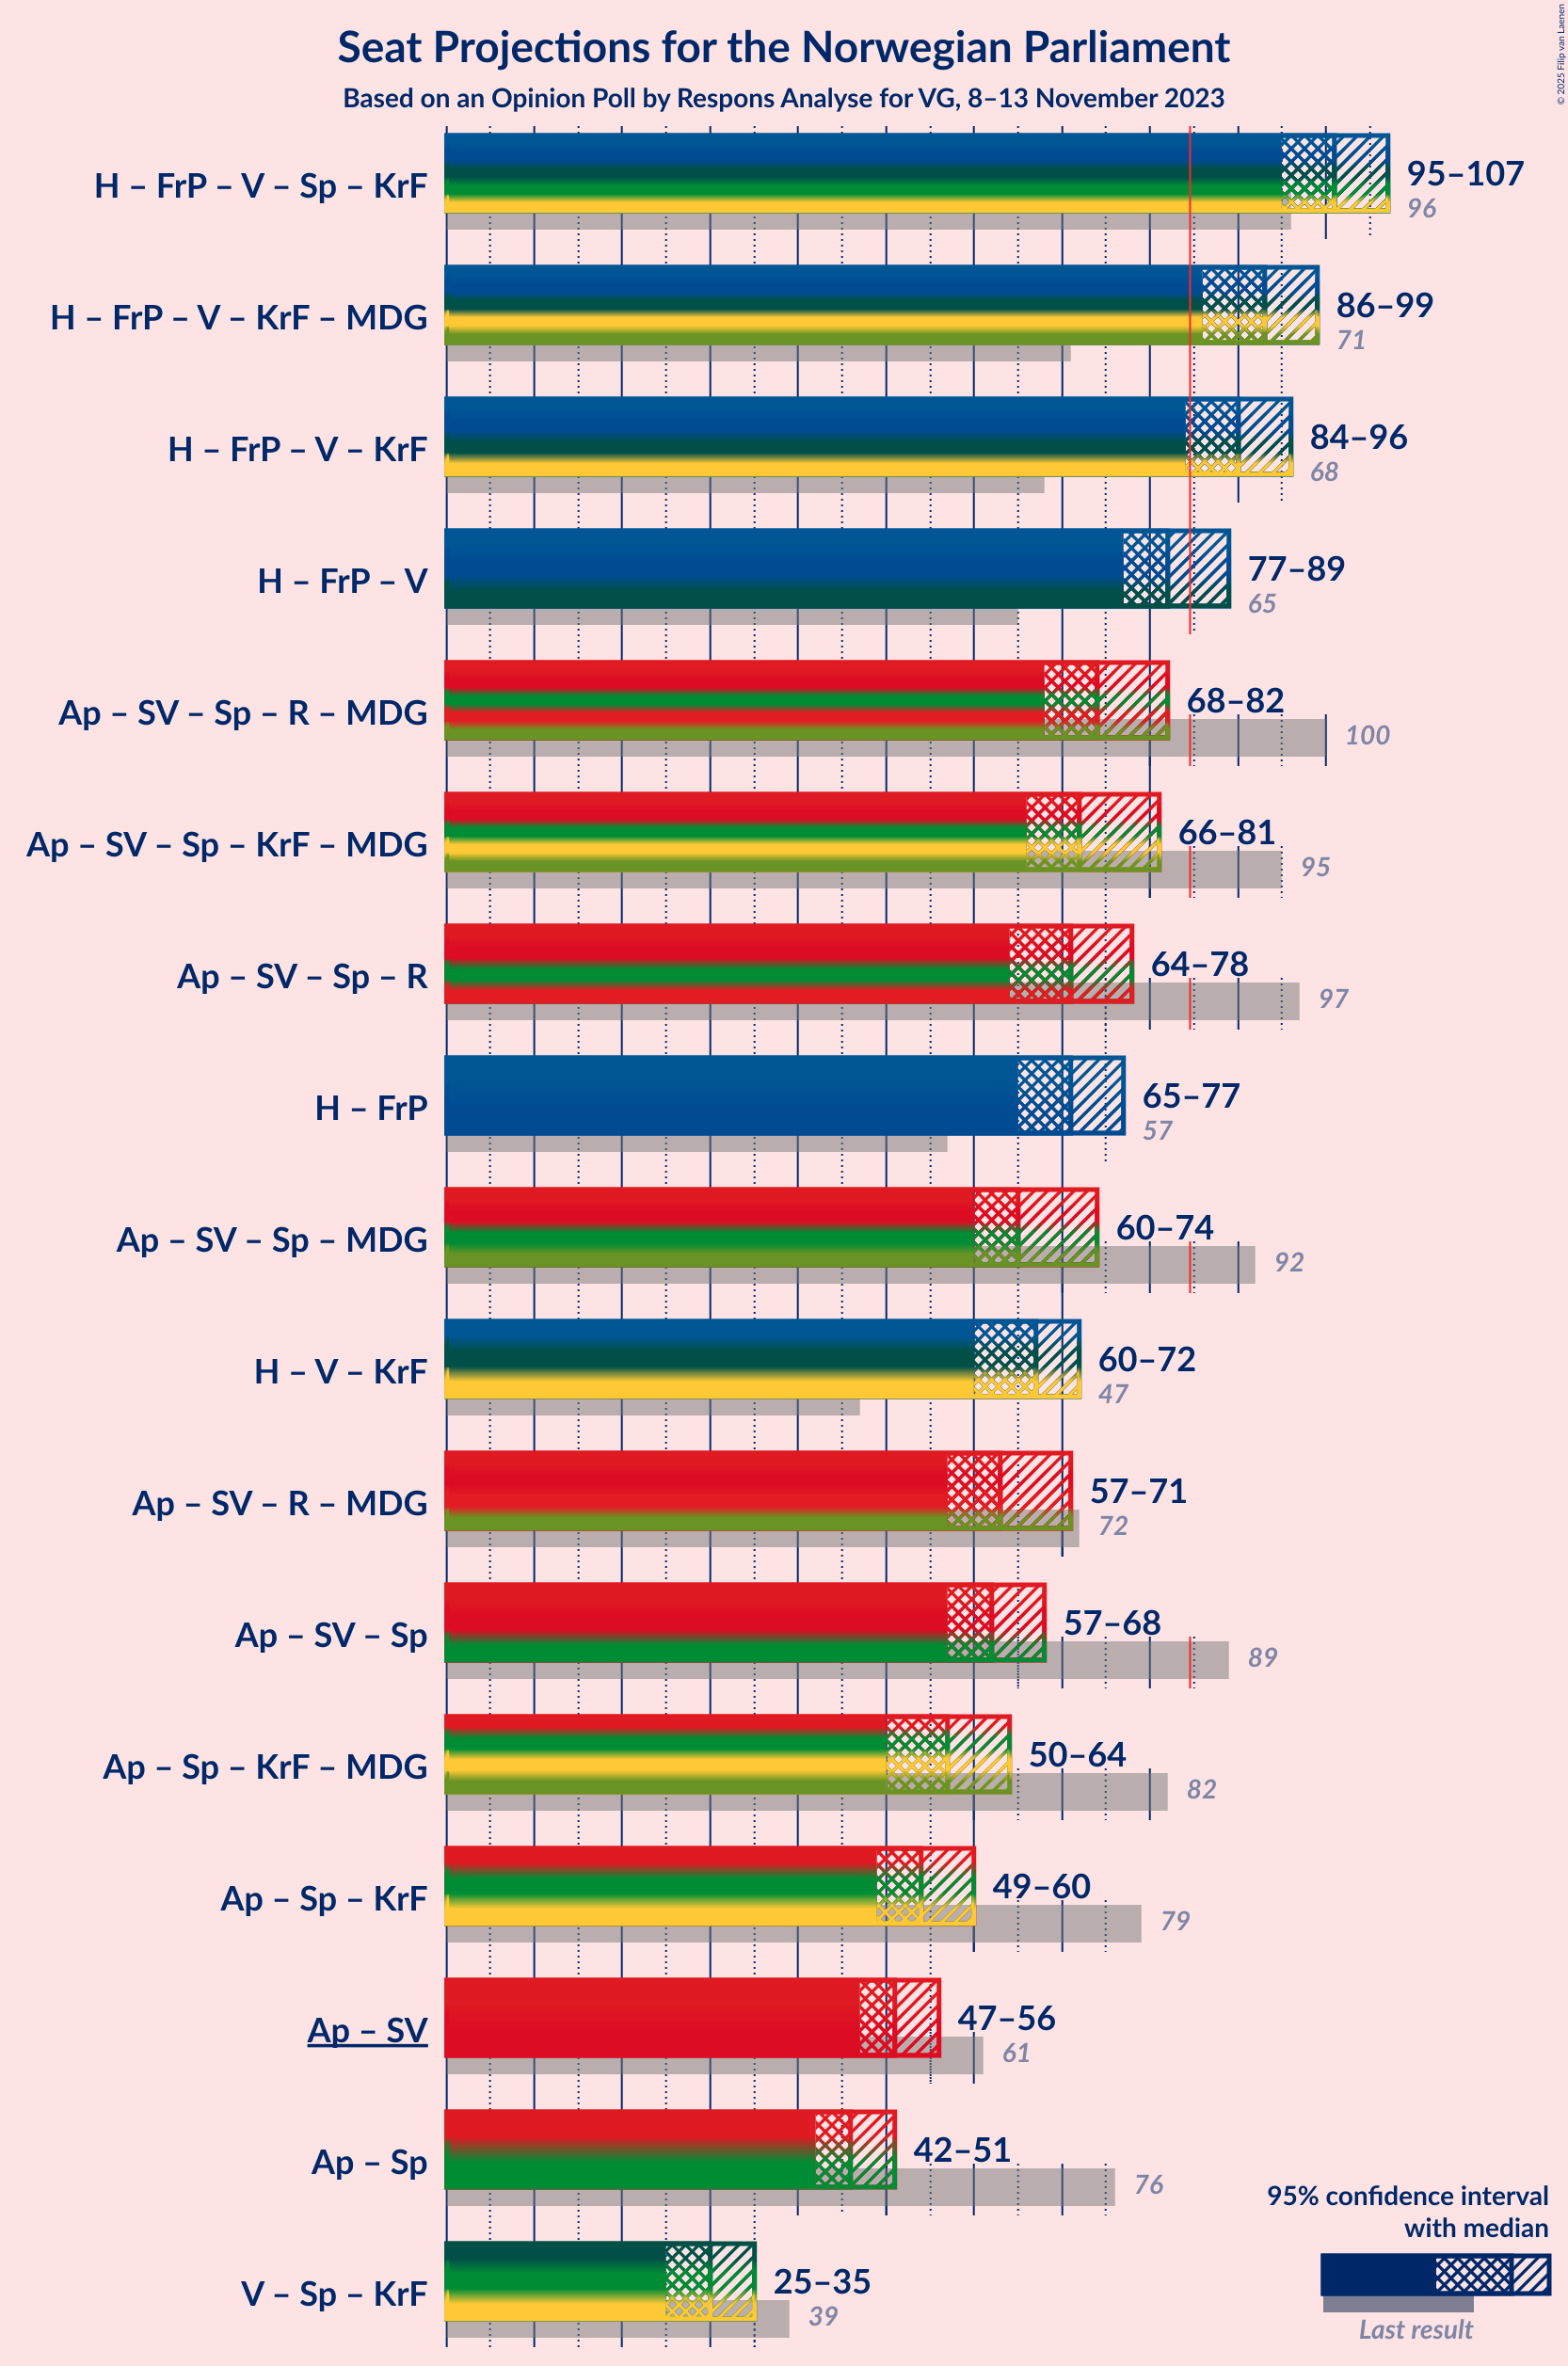 Seat Projections for the Norwegian Parliament
Based on an Opinion Poll by Respons Analyse for VG, 8–13 November 2023
© 2025 Filip van Laenen
H – FrP – V – Sp – KrF
95–107
96
H – FrP – V – KrF – MDG
86–99
71
H – FrP – V – KrF
84–96
68
H – FrP – V
77–89
65
Ap – SV – Sp – R – MDG
68–82
100
Ap – SV – Sp – KrF – MDG
66–81
95
Ap – SV – Sp – R
64–78
97
H – FrP
65–77
57
Ap – SV – Sp – MDG
60–74
92
H – V – KrF
60–72
47
Ap – SV – R – MDG
57–71
72
Ap – SV – Sp
57–68
89
Ap – Sp – KrF – MDG
50–64
82
Ap – Sp – KrF
49–60
79
Ap – SV
47–56
61
Ap – Sp
42–51
76
V – Sp – KrF
25–35
39
95% confidence interval
with median
Last result